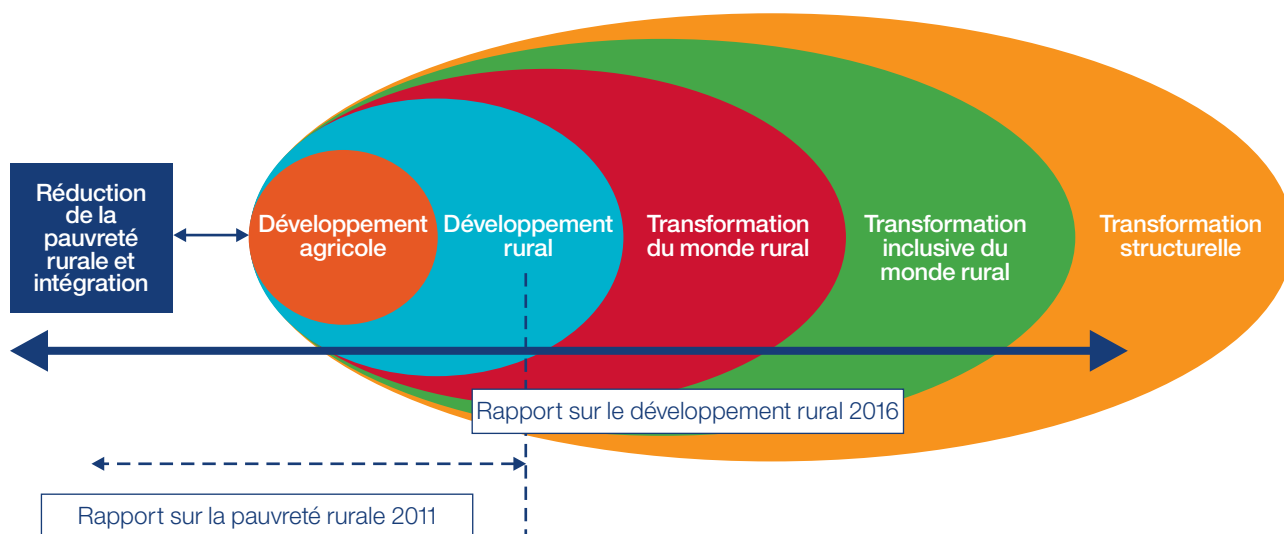 Réduction
de la
pauvreté
rurale et
intégration
Développement
agricole
Développement
rural
Transformation
du monde rural
Transformation
inclusive du
monde rural
Transformation
structurelle
Rapport sur le développement rural 2016
Rapport sur la pauvreté rurale 2011